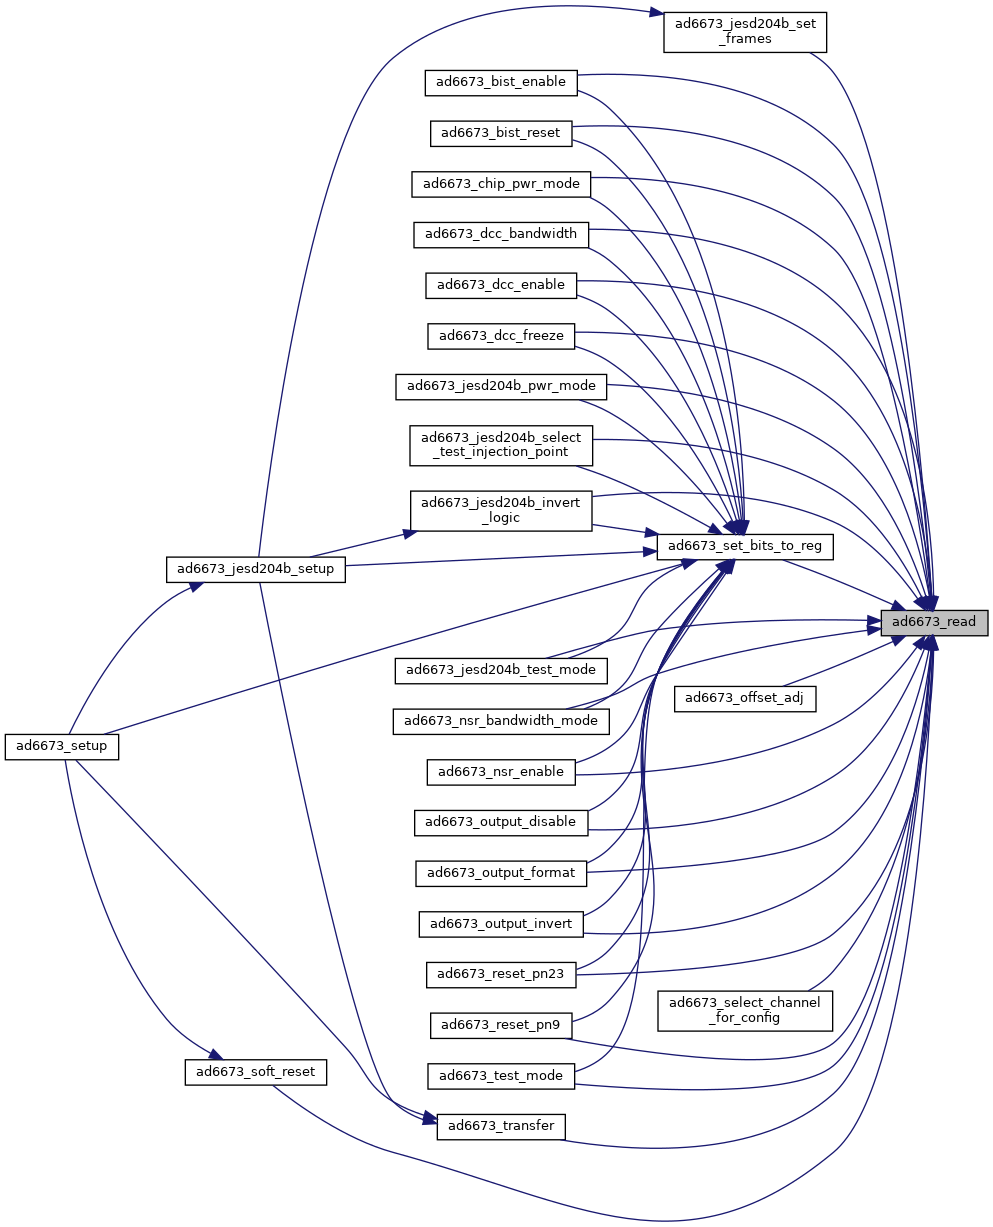 ad6673_jesd204b_set
_frames
ad6673_bist_enable
ad6673_bist_reset
ad6673_chip_pwr_mode
ad6673_dcc_bandwidth
ad6673_dcc_enable
ad6673_dcc_freeze
ad6673_jesd204b_pwr_mode
ad6673_jesd204b_select
_test_injection_point
ad6673_jesd204b_invert
_logic
ad6673_set_bits_to_reg
ad6673_jesd204b_setup
ad6673_read
ad6673_jesd204b_test_mode
ad6673_offset_adj
ad6673_nsr_bandwidth_mode
ad6673_setup
ad6673_nsr_enable
ad6673_output_disable
ad6673_output_format
ad6673_output_invert
ad6673_reset_pn23
ad6673_select_channel
_for_config
ad6673_reset_pn9
ad6673_soft_reset
ad6673_test_mode
ad6673_transfer